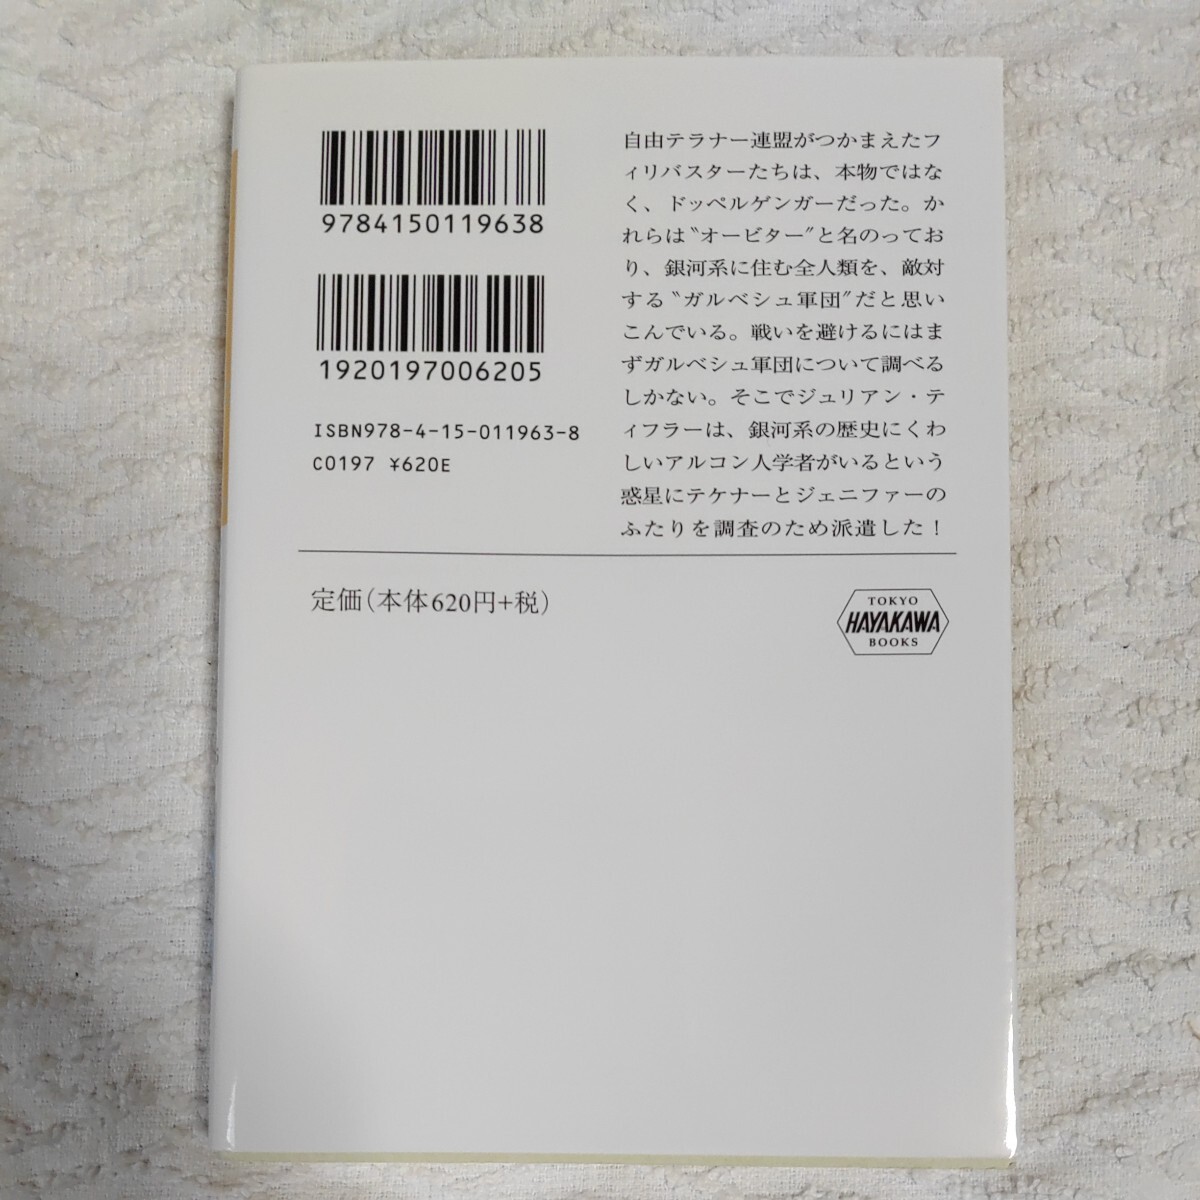 9784150119638
1920197006205
ISBN978-4-15-011963-8
C0197 ¥620E
自由テラナー連盟がつかまえたフ
ィリバスターたちは、本物ではな
く、ドッペルゲンガーだった。か
れらは〝オービター〟と名のってお
り、銀河系に住む全人類を、敵対
する〝ガルベシュ軍団〟だと思い
こんでいる。戦いを避けるにはま
ずガルベシュ軍団について調べる
しかない。そこでジュリアン・テ
ィフラーは、銀河系の歴史にくわ
しいアルコン人学者がいるという
惑星にテケナーとジェニファーの
ふたりを調査のため派遣した！
定価(本体620円+税)
TOKYO
HAYAKAWA
BOOKS